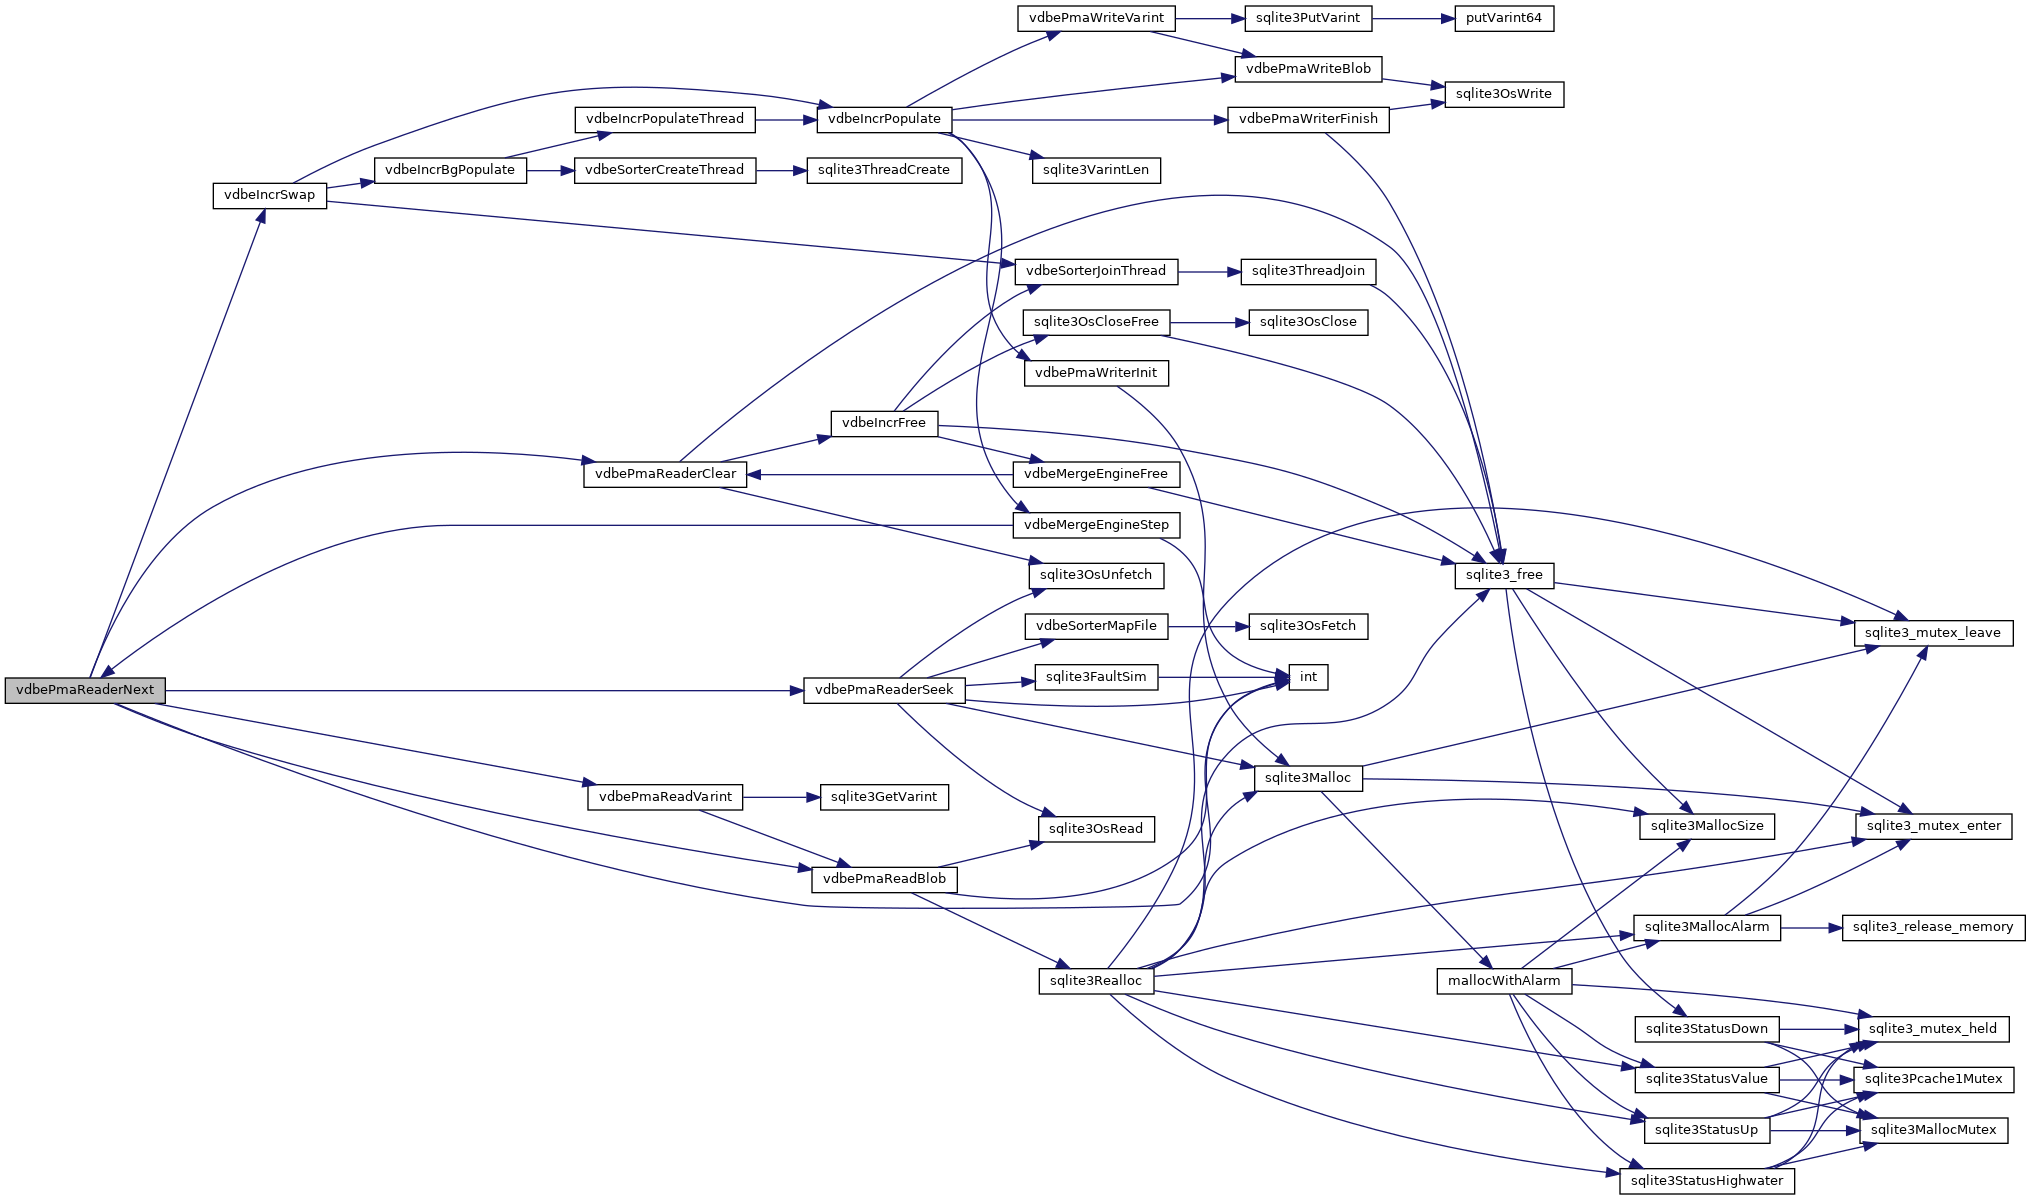 vdbePmaWriteVarint
sqlite3PutVarint
putVarint64
vdbePmaWriteBlob
sqlite3OsWrite
vdbeIncrPopulateThread
vdbeIncrPopulate
vdbePmaWriterFinish
vdbeIncrBgPopulate
vdbeSorterCreateThread
sqlite3ThreadCreate
sqlite3VarintLen
vdbeIncrSwap
vdbeSorterJoinThread
sqlite3ThreadJoin
sqlite3OsCloseFree
sqlite3OsClose
vdbePmaWriterInit
vdbeIncrFree
vdbePmaReaderClear
vdbeMergeEngineFree
vdbeMergeEngineStep
sqlite3OsUnfetch
sqlite3_free
vdbeSorterMapFile
sqlite3OsFetch
sqlite3_mutex_leave
vdbePmaReaderNext
vdbePmaReaderSeek
sqlite3FaultSim
int
sqlite3Malloc
vdbePmaReadVarint
sqlite3GetVarint
sqlite3OsRead
sqlite3MallocSize
sqlite3_mutex_enter
vdbePmaReadBlob
sqlite3MallocAlarm
sqlite3_release_memory
sqlite3Realloc
mallocWithAlarm
sqlite3StatusDown
sqlite3_mutex_held
sqlite3StatusValue
sqlite3Pcache1Mutex
sqlite3StatusUp
sqlite3MallocMutex
sqlite3StatusHighwater